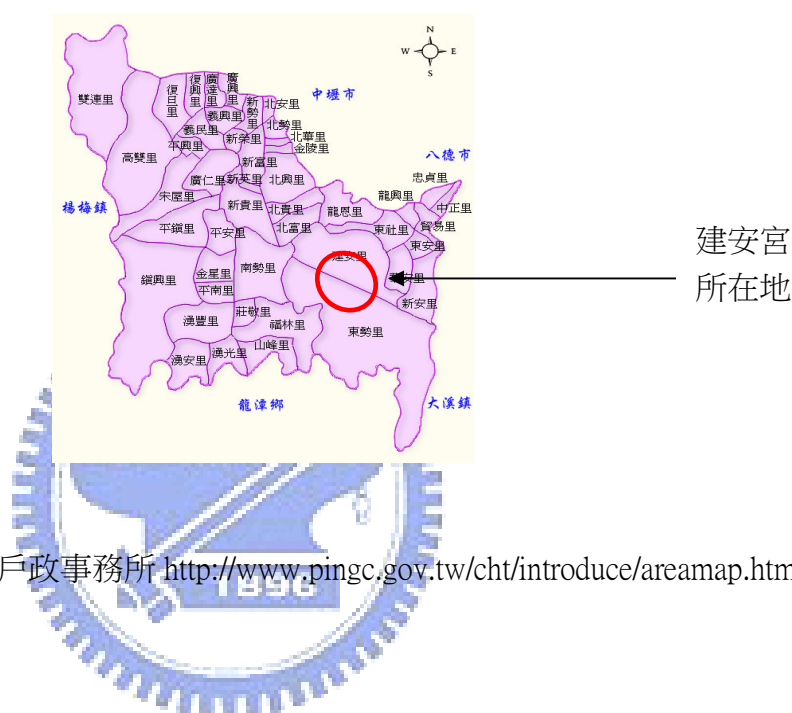 N
W E
S
中壢市
八德市
楊梅鎮
龍潭鄉
大溪鎮
雙連里
高雙里
復旦里
復興里
廣達里
廣興里
義興里
新勢里
北安里
北勢里
北華里
金陵里
義民里
新榮里
平興里
新富里
廣仁里
新英里
北興里
宋屋里
新貴里
北貴里
北富里
龍恩里
龍興里
忠貞里
中正里
貿易里
東社里
東安里
平鎮里
平安里
建安里
鎮興里
金星里
平南里
南勢里
新安里
湧豐里
莊敬里
福林里
東勢里
湧安里
湧光里
山峰里
建安宮
所在地
戶政事務所 http://www.pingc.gov.tw/cht/introduce/areamap.htm
1896